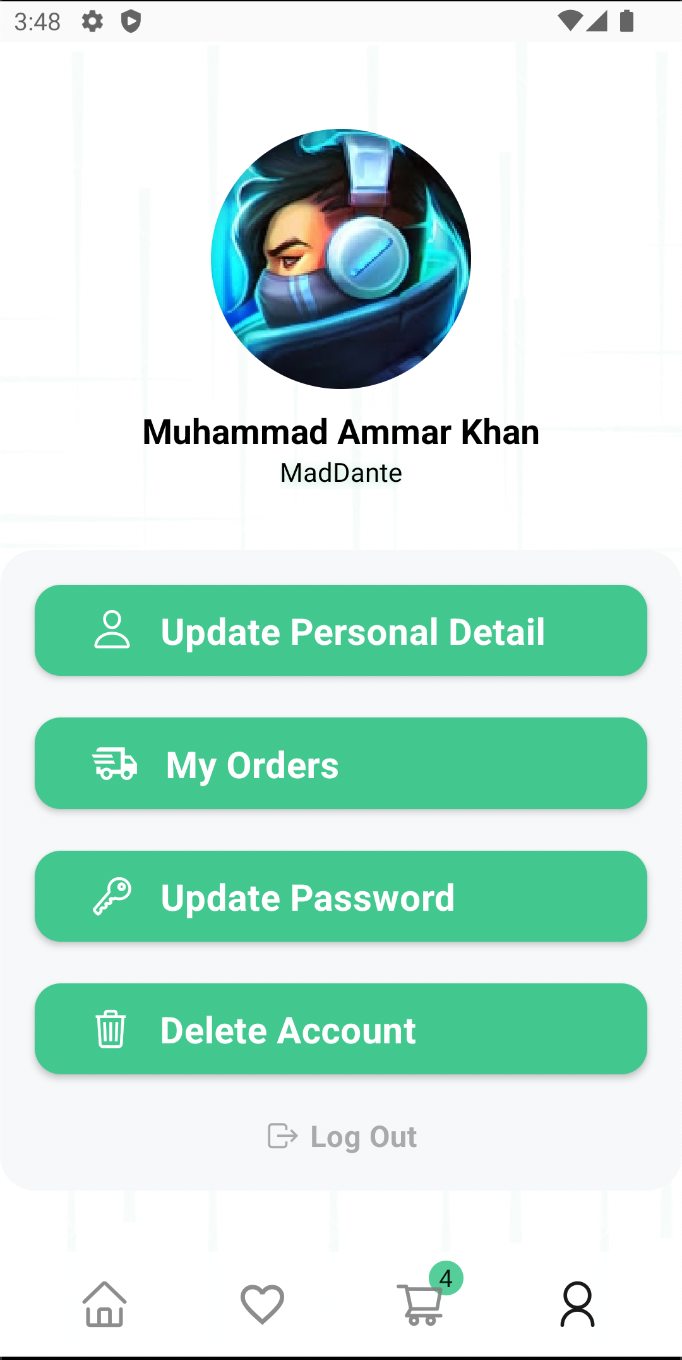 3:48
Muhammad Ammar Khan
MadDante
Update Personal Detail
My Orders
Update Password
Delete Account
Log Out
4